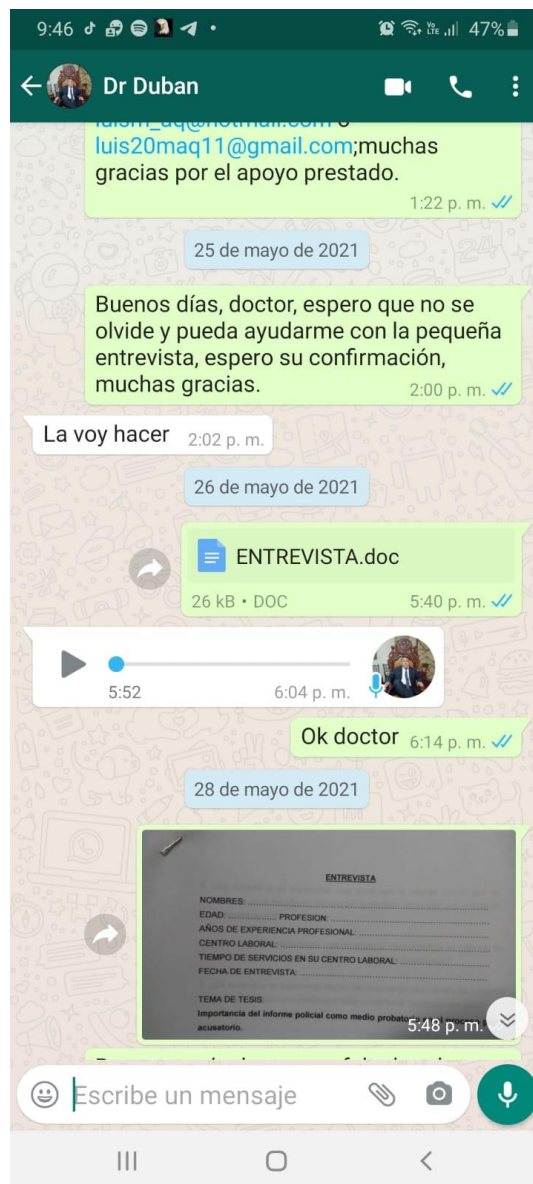 9:46
47%
Dr Duban
luis20maq11@gmail.com;muchas
gracias por el apoyo prestado.
1:22 p. m.
25 de mayo de 2021
Buenos días, doctor, espero que no se
olvide y pueda ayudarme con la pequeña
entrevista, espero su confirmación,
muchas gracias.
2:00 p. m.
La voy hacer 2:02 p. m.
26 de mayo de 2021
ENTREVISTA.doc
26 kB • DOC 5:40 p. m.
5:52 6:04 p. m.
Ok doctor 6:14 p. m.
28 de mayo de 2021
ENTREVISTA
NOMBRES:
EDAD: PROFESION:
AÑOS DE EXPERIENCIA PROFESIONAL:
CENTRO LABORAL:
TIEMPO DE SERVICIOS EN SU CENTRO LABORAL:
FECHA DE ENTREVISTA:
TEMA DE TESIS:
Importancia del informe policial como medio
acusatorio.
5:48 p. m.
Escribe un mensaje